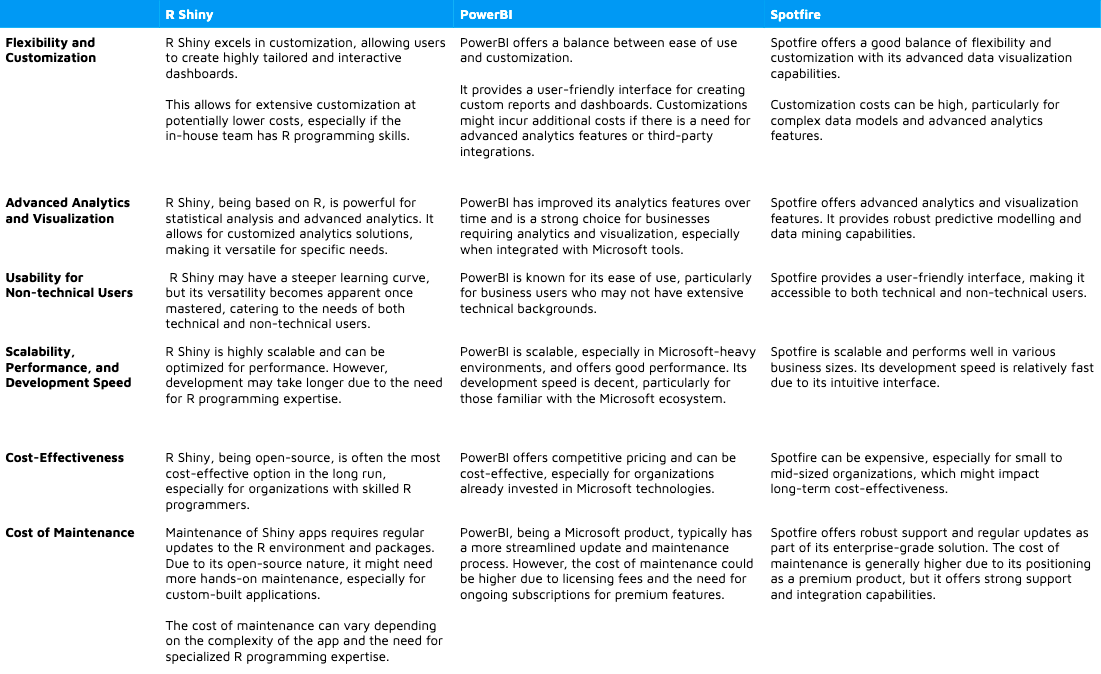 R Shiny
PowerBI
Spotfire
Flexibility and
Customization
R Shiny excels in customization, allowing users
to create highly tailored and interactive
dashboards.
This allows for extensive customization at
potentially lower costs, especially if the
in-house team has R programming skills.
PowerBI offers a balance between ease of use
and customization.
It provides a user-friendly interface for creating
custom reports and dashboards. Customizations
might incur additional costs if there is a need for
advanced analytics features or third-party
integrations.
Spotfire offers a good balance of flexibility and
customization with its advanced data visualization
capabilities.
Customization costs can be high, particularly for
complex data models and advanced analytics
features.
Advanced Analytics
and Visualization
R Shiny, being based on R, is powerful for
statistical analysis and advanced analytics. It
allows for customized analytics solutions,
making it versatile for specific needs.
PowerBI has improved its analytics features over
time and is a strong choice for businesses
requiring analytics and visualization, especially
when integrated with Microsoft tools.
Spotfire offers advanced analytics and visualization
features. It provides robust predictive modelling and
data mining capabilities.
Usability for
Non-technical Users
R Shiny may have a steeper learning curve,
but its versatility becomes apparent once
mastered, catering to the needs of both
technical and non-technical users.
PowerBI is known for its ease of use, particularly
for business users who may not have extensive
technical backgrounds.
Spotfire provides a user-friendly interface, making it
accessible to both technical and non-technical users.
Scalability,
Performance, and
Development Speed
R Shiny is highly scalable and can be
optimized for performance. However,
development may take longer due to the need
for R programming expertise.
PowerBI is scalable, especially in Microsoft-heavy
environments, and offers good performance. Its
development speed is decent, particularly for
those familiar with the Microsoft ecosystem.
Spotfire is scalable and performs well in various
business sizes. Its development speed is relatively fast
due to its intuitive interface.
Cost-Effectiveness
R Shiny, being open-source, is often the most
cost-effective option in the long run,
especially for organizations with skilled R
programmers.
PowerBI offers competitive pricing and can be
cost-effective, especially for organizations
already invested in Microsoft technologies.
Spotfire can be expensive, especially for small to
mid-sized organizations, which might impact
long-term cost-effectiveness.
Cost of Maintenance
Maintenance of Shiny apps requires regular
updates to the R environment and packages.
Due to its open-source nature, it might need
more hands-on maintenance, especially for
custom-built applications.
The cost of maintenance can vary depending
on the complexity of the app and the need for
specialized R programming expertise.
PowerBI, being a Microsoft product, typically has
a more streamlined update and maintenance
process. However, the cost of maintenance could
be higher due to licensing fees and the need for
ongoing subscriptions for premium features.
Spotfire offers robust support and regular updates as
part of its enterprise-grade solution. The cost of
maintenance is generally higher due to its positioning
as a premium product, but it offers strong support
and integration capabilities.